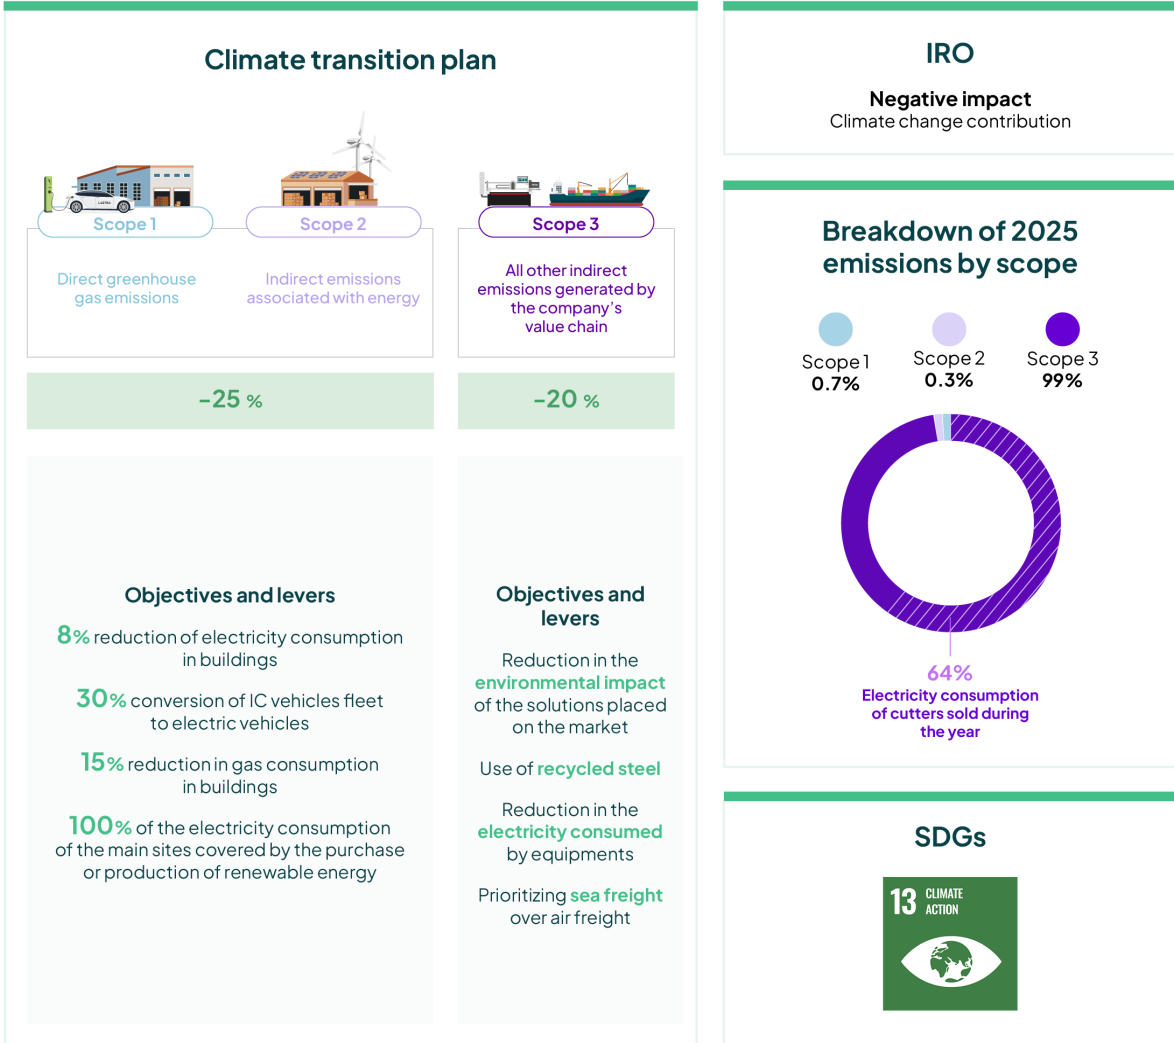 Climate transition plan
Scope 1
Direct greenhouse
gas emissions
Scope 2
Indirect emissions
associated with energy
Scope 3
All other indirect
emissions generated by
the company's
value chain
-25 %
-20 %
Objectives and levers
8% reduction of electricity consumption
in buildings
30% conversion of IC vehicles fleet
to electric vehicles
15% reduction in gas consumption
in buildings
100% of the electricity consumption
of the main sites covered by the purchase
or production of renewable energy
Objectives and
levers
Reduction in the
environmental impact
of the solutions placed
on the market
Use of recycled steel
Reduction in the
electricity consumed
by equipments
Prioritizing sea freight
over air freight
IRO
Negative impact
Climate change contribution
Breakdown of 2025
emissions by scope
Scope 1
0.7%
Scope 2
0.3%
Scope 3
99%
64%
Electricity consumption
of cutters sold during
the year
SDGs
13 CLIMATE
ACTION